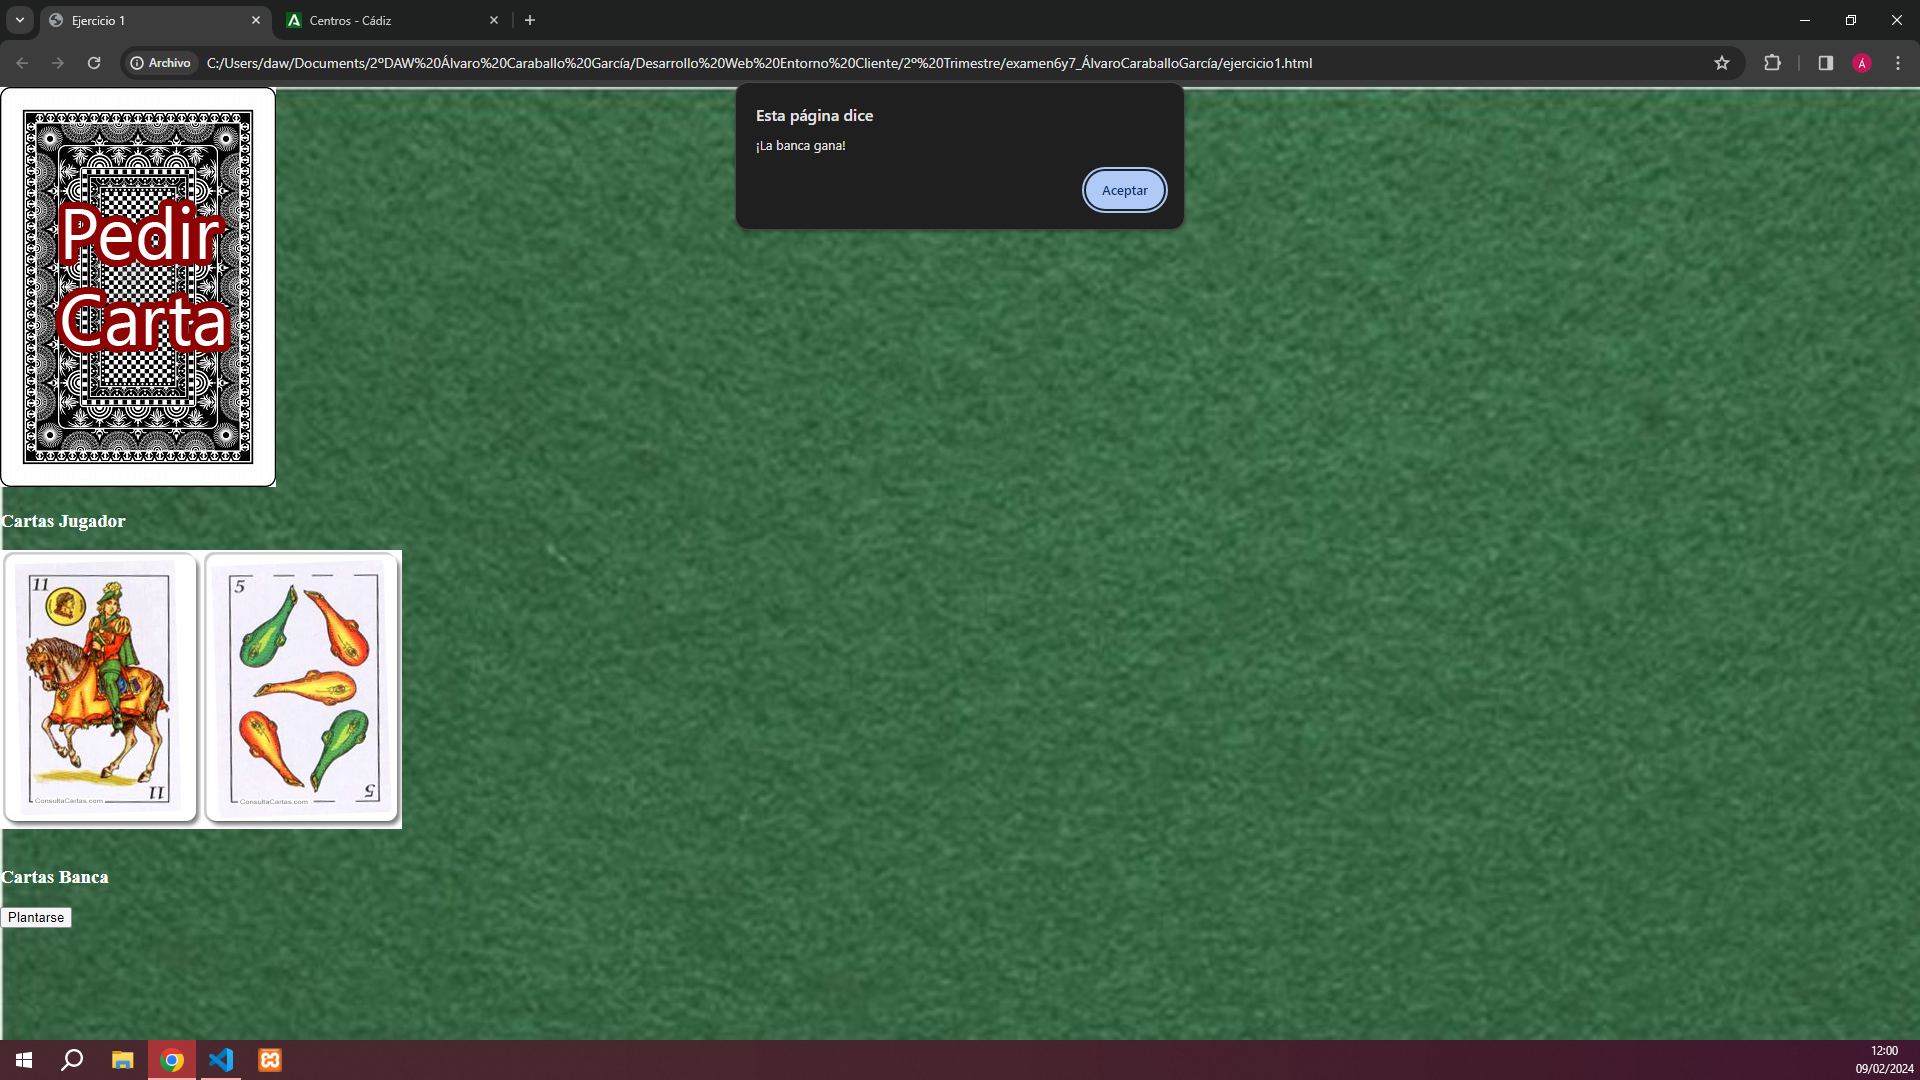 Ejercicio 1
Centros - Cádiz
Archivo
C:/Users/daw/Documents/2ºDAW%20Álvaro%20Caraballo%20García/Desarrollo%20Web%20Entorno%20Cliente/2º%20Trimestre/examen6y7_ÁlvaroCaraballoGarcía/ejercicio1.html
Á
Esta página dice
¡La banca gana!
Aceptar
Pedir
Carta
Cartas Jugador
11
ConsultaCartas.com
11
5
ConsultaCartas.com
5
Cartas Banca
Plantarse
12:00
09/02/2024